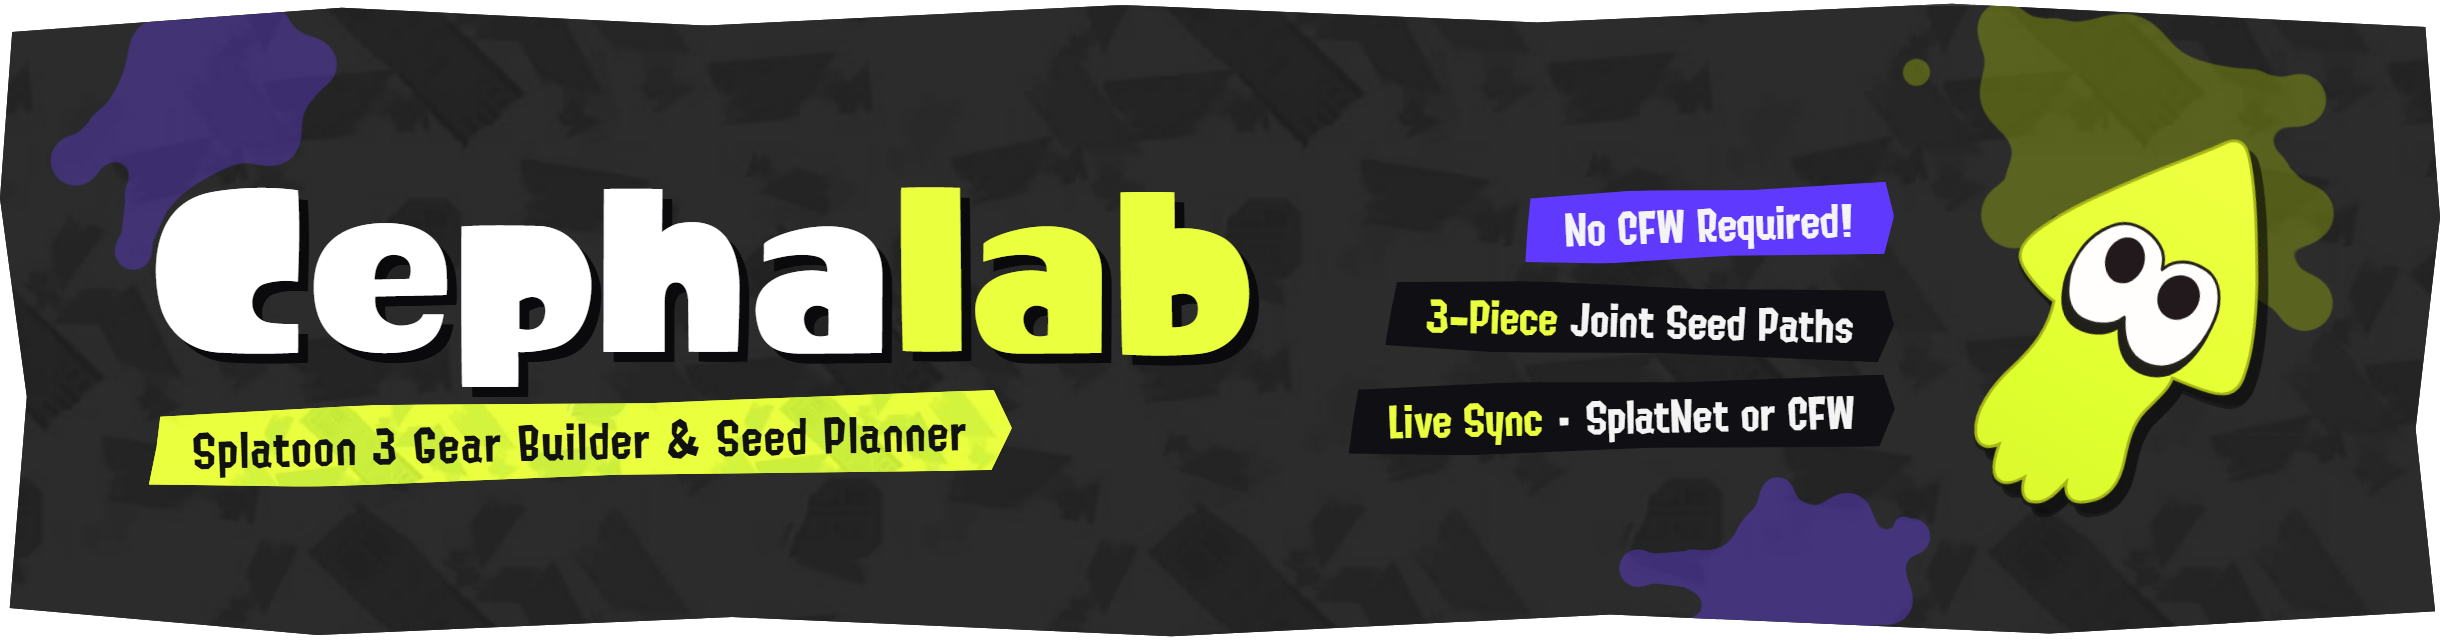 Cephalab
Splatoon 3 Gear Builder & Seed Planner
No CFW Required!
3-Piece Joint Seed Paths
Live Sync · SplatNet or CFW